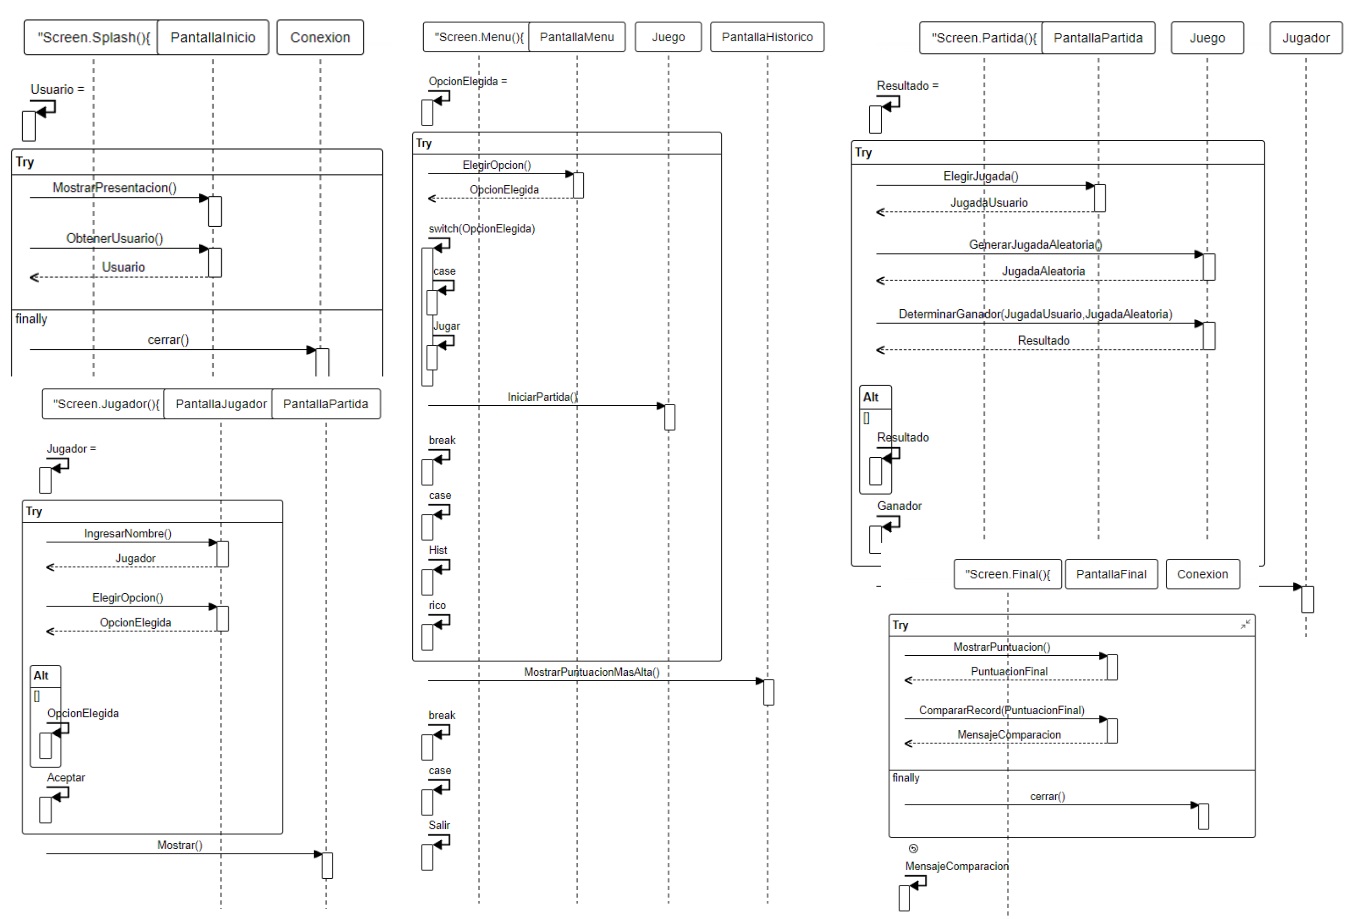 "Screen.Splash(){
PantallaInicio
Conexion
Usuario =
Try
MostrarPresentacion()
ObtenerUsuario()
Usuario
finally
cerrar()
"Screen.Jugador(){
PantallaJugador
PantallaPartida
Jugador =
Try
IngresarNombre()
Jugador
ElegirOpcion()
OpcionElegida
Alt
[]
OpcionElegida
Aceptar
Mostrar()
"Screen.Menu(){
PantallaMenu
Juego
PantallaHistorico
OpcionElegida =
Try
ElegirOpcion()
OpcionElegida
switch(OpcionElegida)
case
Jugar
IniciarPartida()
break
case
Hist
rico
MostrarPuntuacionMasAlta()
break
case
Salir
"Screen.Partida(){
PantallaPartida
Juego
Jugador
Resultado =
Try
ElegirJugada()
JugadaUsuario
GenerarJugadaAleatoria()
JugadaAleatoria
DeterminarGanador(JugadaUsuario,JugadaAleatoria)
Resultado
Alt
[]
Resultado
Ganador
"Screen.Final(){
PantallaFinal
Conexion
Try
MostrarPuntuacion()
PuntuacionFinal
CompararRecord(PuntuacionFinal)
MensajeComparacion
finally
cerrar()
MensajeComparacion